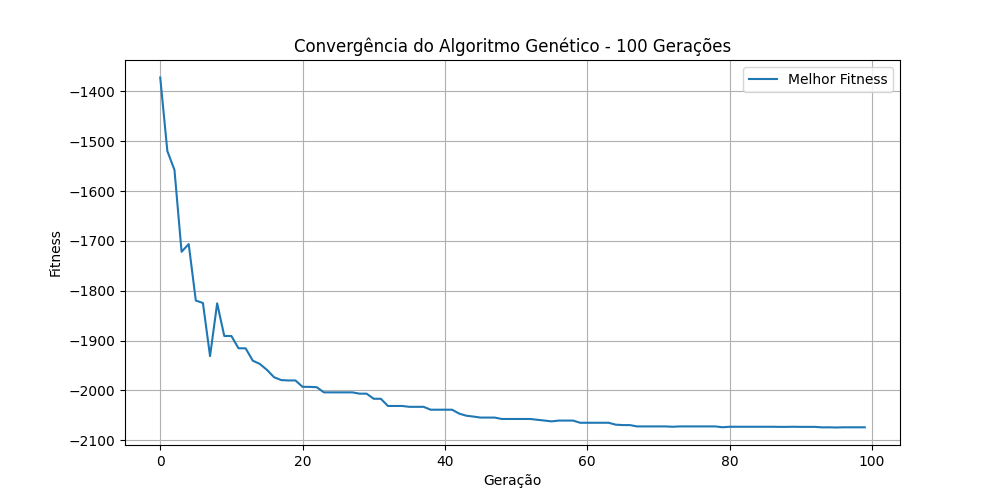 Convergência do Algoritmo Genético - 100 Gerações
Melhor Fitness
Fitness
−1400
−1500
−1600
−1700
−1800
−1900
−2000
−2100
0 20 40 60 80 100
Geração